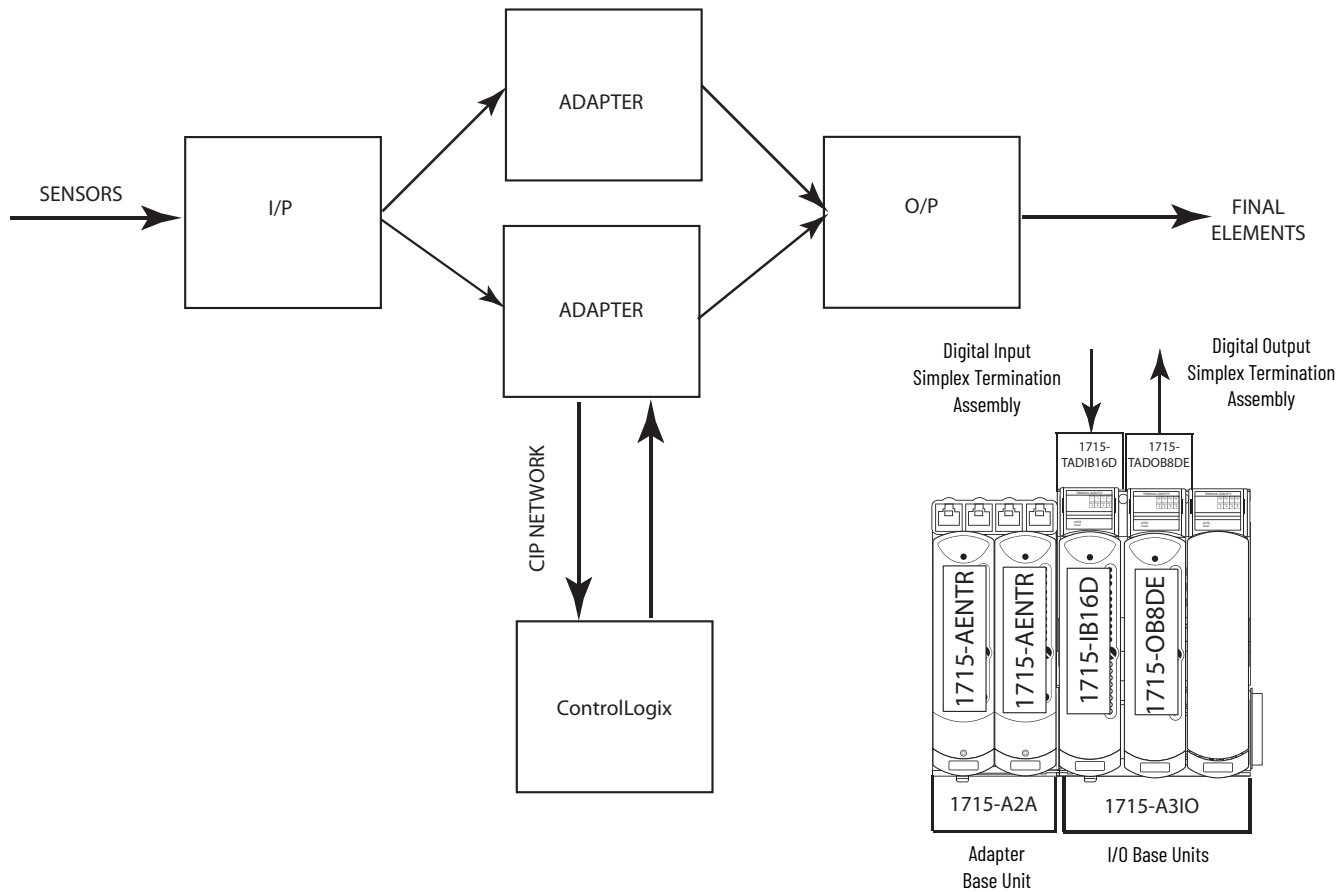 ADAPTER
SENSORS
I/P
O/P
FINAL
ELEMENTS
ADAPTER
CIP NETWORK
ControlLogix
Digital Input
Simplex Termination
Assembly
Digital Output
Simplex Termination
Assembly
1715-
TADIB16D
1715-
TADOB8DE
1715-AENTR
1715-AENTR
1715-IB16D
1715-OB8DE
1715-A2A
1715-A3IO
Adapter
Base Unit
I/O Base Units